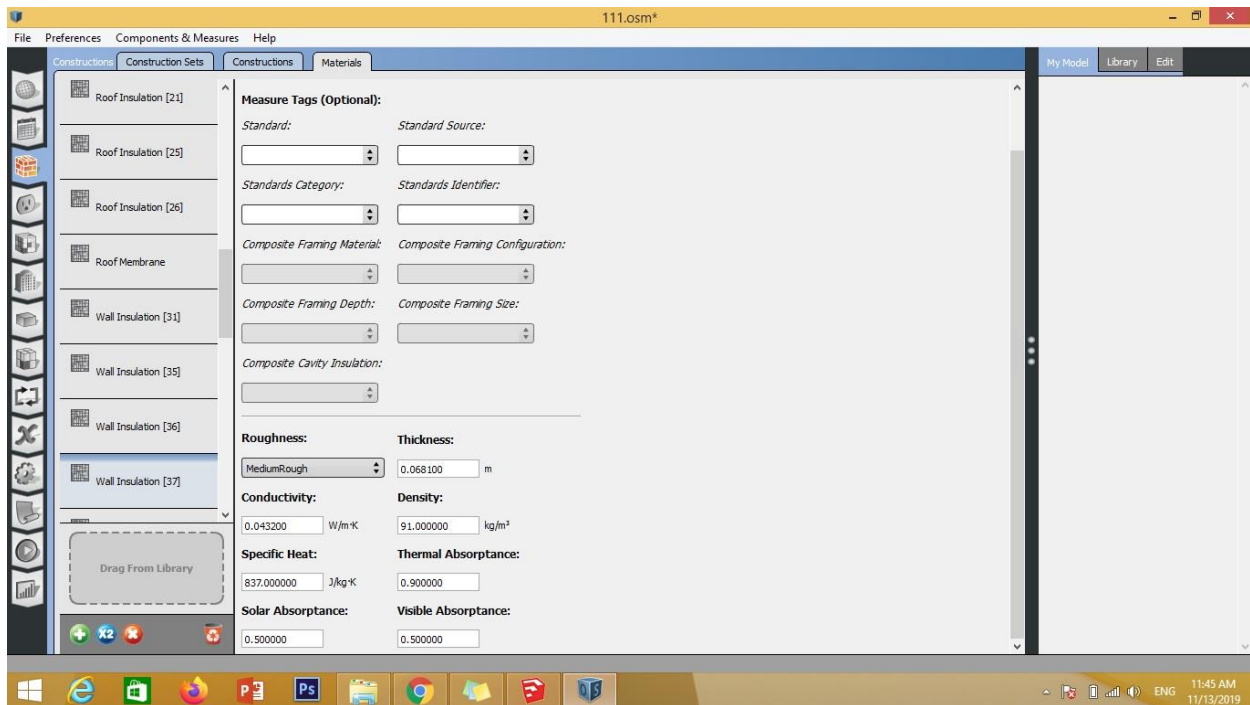 111.osm*
File Preferences Components & Measures Help
Constructions Construction Sets Constructions Materials My Model Library Edit
Roof Insulation [21]
Roof Insulation [25]
Roof Insulation [26]
Roof Membrane
Wall Insulation [31]
Wall Insulation [35]
Wall Insulation [36]
Wall Insulation [37]
Drag From Library
X2
Measure Tags (Optional):
Standard: Standard Source:
Standards Category: Standards Identifier:
Composite Framing Material: Composite Framing Configuration:
Composite Framing Depth: Composite Framing Size:
Composite Cavity Insulation:
Roughness: Thickness:
MediumRough 0.068100 m
Conductivity: Density:
0.043200 W/m·K 91.000000 kg/m³
Specific Heat: Thermal Absorptance:
837.000000 J/kg·K 0.900000
Solar Absorptance: Visible Absorptance:
0.500000 0.500000
Ps
ENG 11:45 AM
11/13/2019